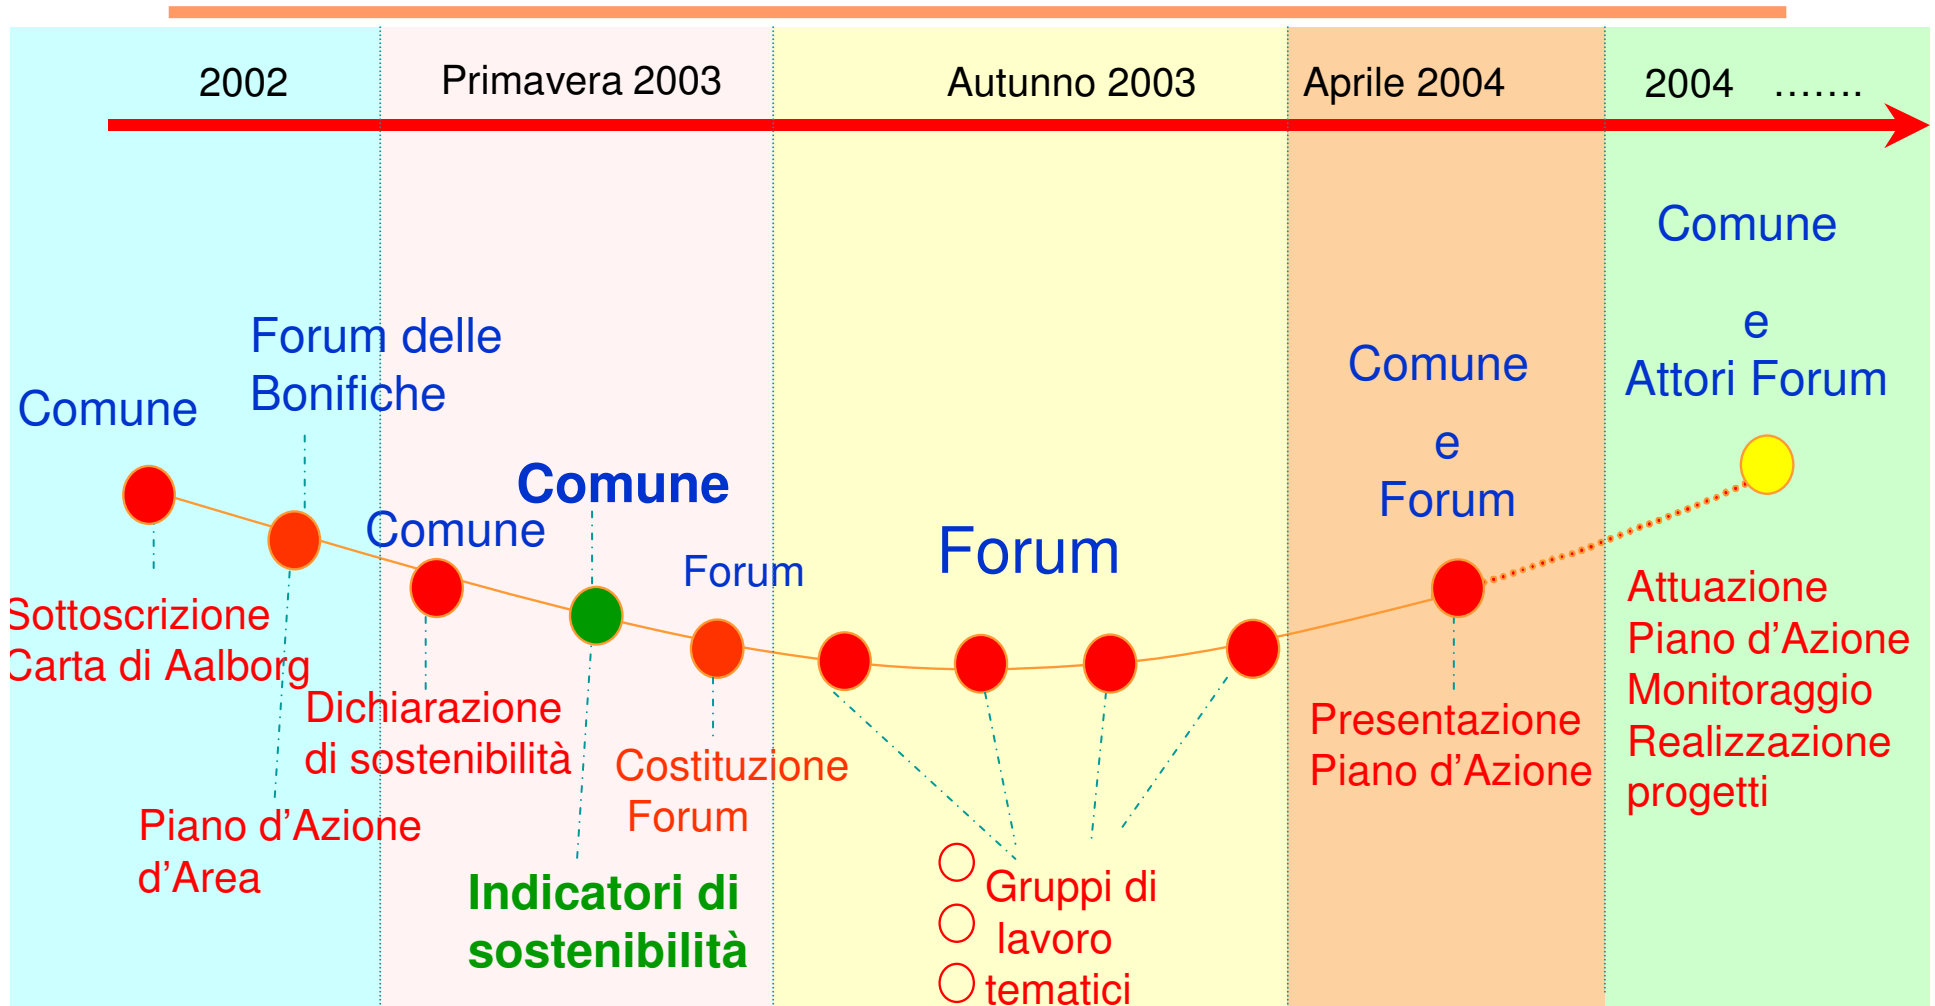 2002
Primavera 2003
Autunno 2003
Aprile 2004
2004 …….
Comune
Sottoscrizione
Carta di Aalborg
Forum delle
Bonifiche
Piano d’Azione
d’Area
Comune
Dichiarazione
di sostenibilità
Comune
Indicatori di
sostenibilità
Forum
Costituzione
Forum
Forum
Gruppi di
lavoro
tematici
Comune
e
Forum
Presentazione
Piano d’Azione
Comune
e
Attori Forum
Attuazione
Piano d’Azione
Monitoraggio
Realizzazione
progetti